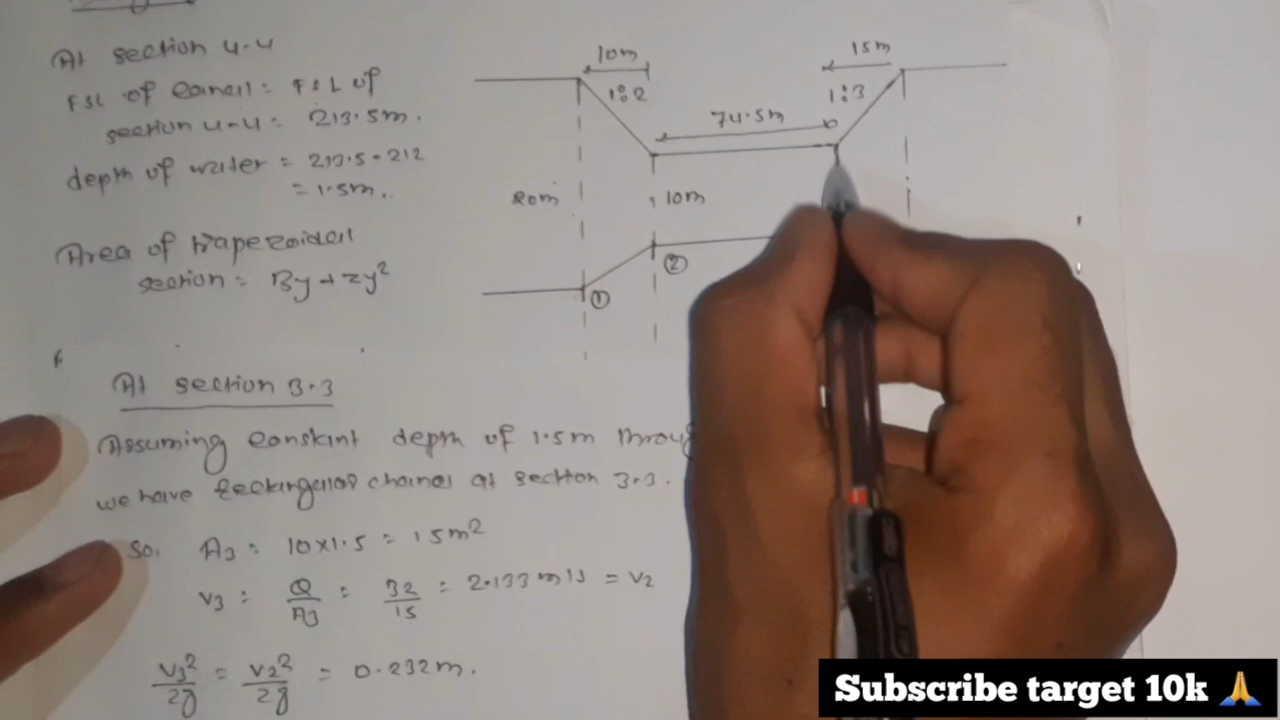 At section 4-4
FSL of canal = FSL of
section 4-4 = 213.5m.
depth of water = 213.5-212
= 1.5m.
Area of trapezoidal
section = By+zy²
10m
1:2
74.5m
15m
1:3
20m
10m
①
②
At section 3-3
Assuming constant depth of 1.5m
we have rectangular channel at section 3-3.
So, A3 = 10x1.5 = 15m²
V3 = Q/A3 = 32/15 = 2.133 m/s = V2
V3²/2g = V2²/2g = 0.232m.
Subscribe target 10k 🙏